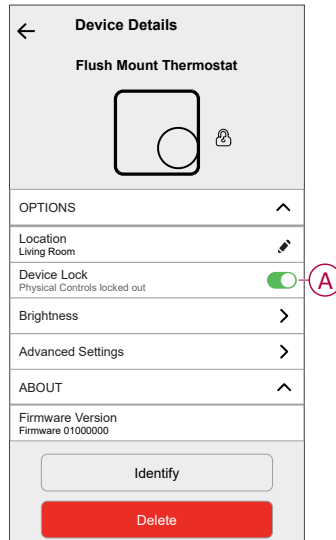 Device Details
Flush Mount Thermostat
OPTIONS
Location
Living Room
Device Lock
Physical Controls locked out
A
Brightness
Advanced Settings
ABOUT
Firmware Version
Firmware 01000000
Identify
Delete